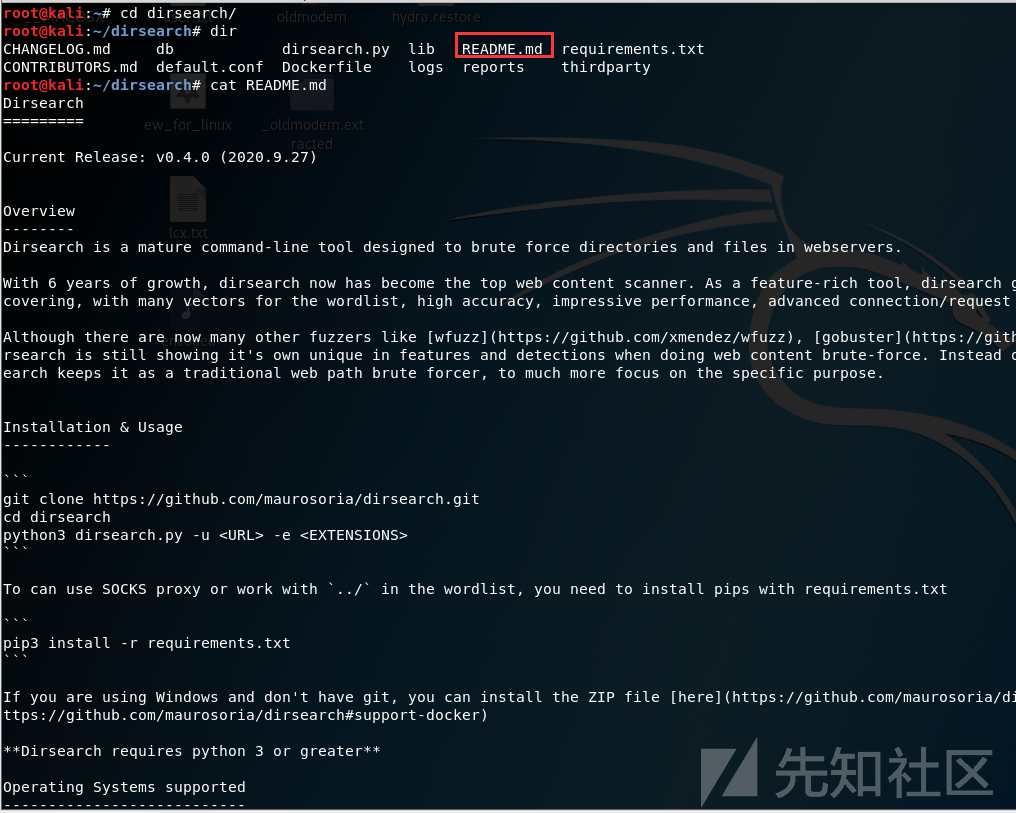 root@kali:~# cd dirsearch/
oldmodem hydra.restore
root@kali:~/dirsearch# dir
CHANGELOG.md db dirsearch.py lib README.md requirements.txt
CONTRIBUTORS.md default.conf Dockerfile logs reports thirdparty
root@kali:~/dirsearch# cat README.md
Dirsearch
=========
ew_for_linux _oldmodem.ext
racted
Current Release: v0.4.0 (2020.9.27)
Overview
--------
lcx.txt
Dirsearch is a mature command-line tool designed to brute force directories and files in webservers.
With 6 years of growth, dirsearch now has become the top web content scanner. As a feature-rich tool, dirsearch g
covering, with many vectors for the wordlist, high accuracy, impressive performance, advanced connection/request
Although there are now many other fuzzers like [wfuzz](https://github.com/xmendez/wfuzz), [gobuster](https://gith
rsearch is still showing it's own unique in features and detections when doing web content brute-force. Instead o
earch keeps it as a traditional web path brute forcer, to much more focus on the specific purpose.
Installation & Usage
------------
```
git clone https://github.com/maurosoria/dirsearch.git
cd dirsearch
python3 dirsearch.py -u <URL> -e <EXTENSIONS>
```
To can use SOCKS proxy or work with `../` in the wordlist, you need to install pips with requirements.txt
```
pip3 install -r requirements.txt
```
If you are using Windows and don't have git, you can install the ZIP file [here](https://github.com/maurosoria/di
ttps://github.com/maurosoria/dirsearch#support-docker)
**Dirsearch requires python 3 or greater**
Operating Systems supported
---------------------------
先知社区